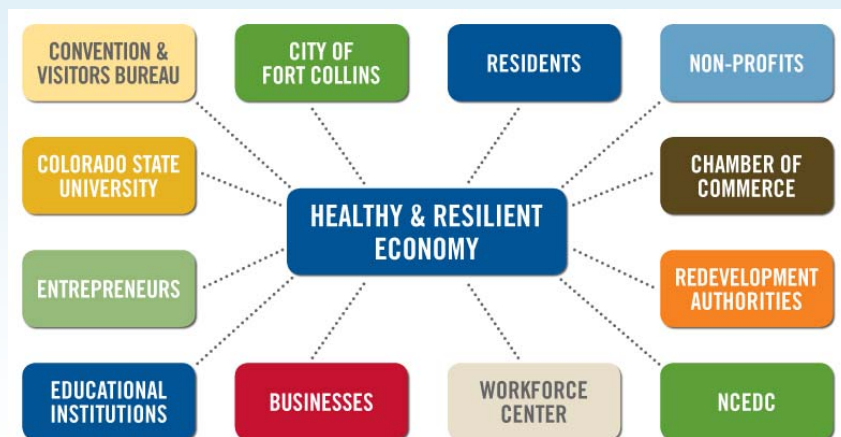 CONVENTION &
VISITORS BUREAU
CITY OF
FORT COLLINS
RESIDENTS
NON-PROFITS
COLORADO STATE
UNIVERSITY
CHAMBER OF
COMMERCE
HEALTHY & RESILIENT
ECONOMY
ENTREPRENEURS
REDEVELOPMENT
AUTHORITIES
EDUCATIONAL
INSTITUTIONS
BUSINESSES
WORKFORCE
CENTER
NCEDC